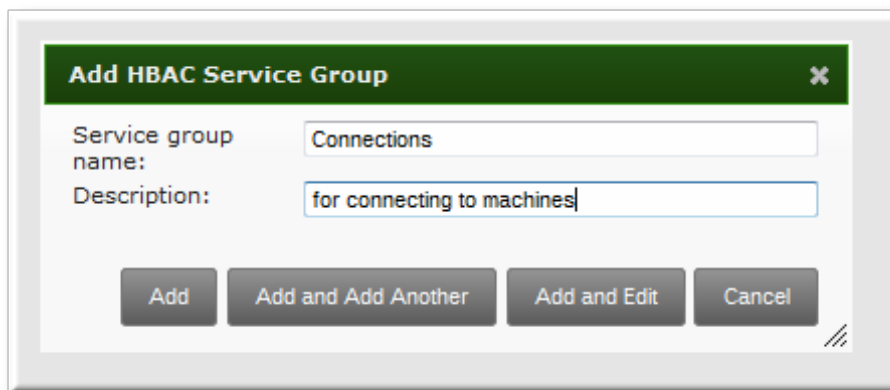 Add HBAC Service Group
Service group
name:
Connections
Description:
for connecting to machines
Add
Add and Add Another
Add and Edit
Cancel